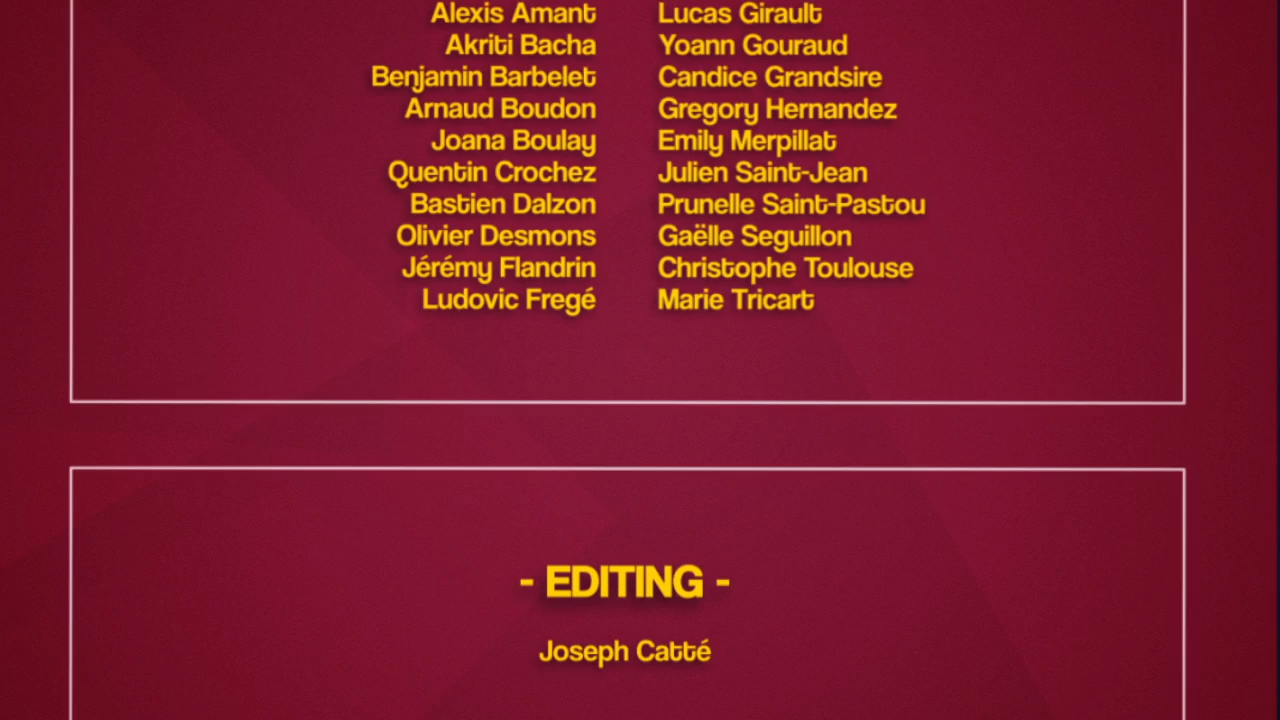 Alexis Amant Lucas Girault
Akriti Bacha Yoann Gouraud
Benjamin Barbelet Candice Grandsire
Arnaud Boudon Gregory Hernandez
Joana Boulay Emily Merpillat
Quentin Crochez Julien Saint-Jean
Bastien Dalzon Prunelle Saint-Pastou
Olivier Desmons Gaëlle Seguillon
Jérémy Flandrin Christophe Toulouse
Ludovic Fregé Marie Tricart
- EDITING -
Joseph Catté